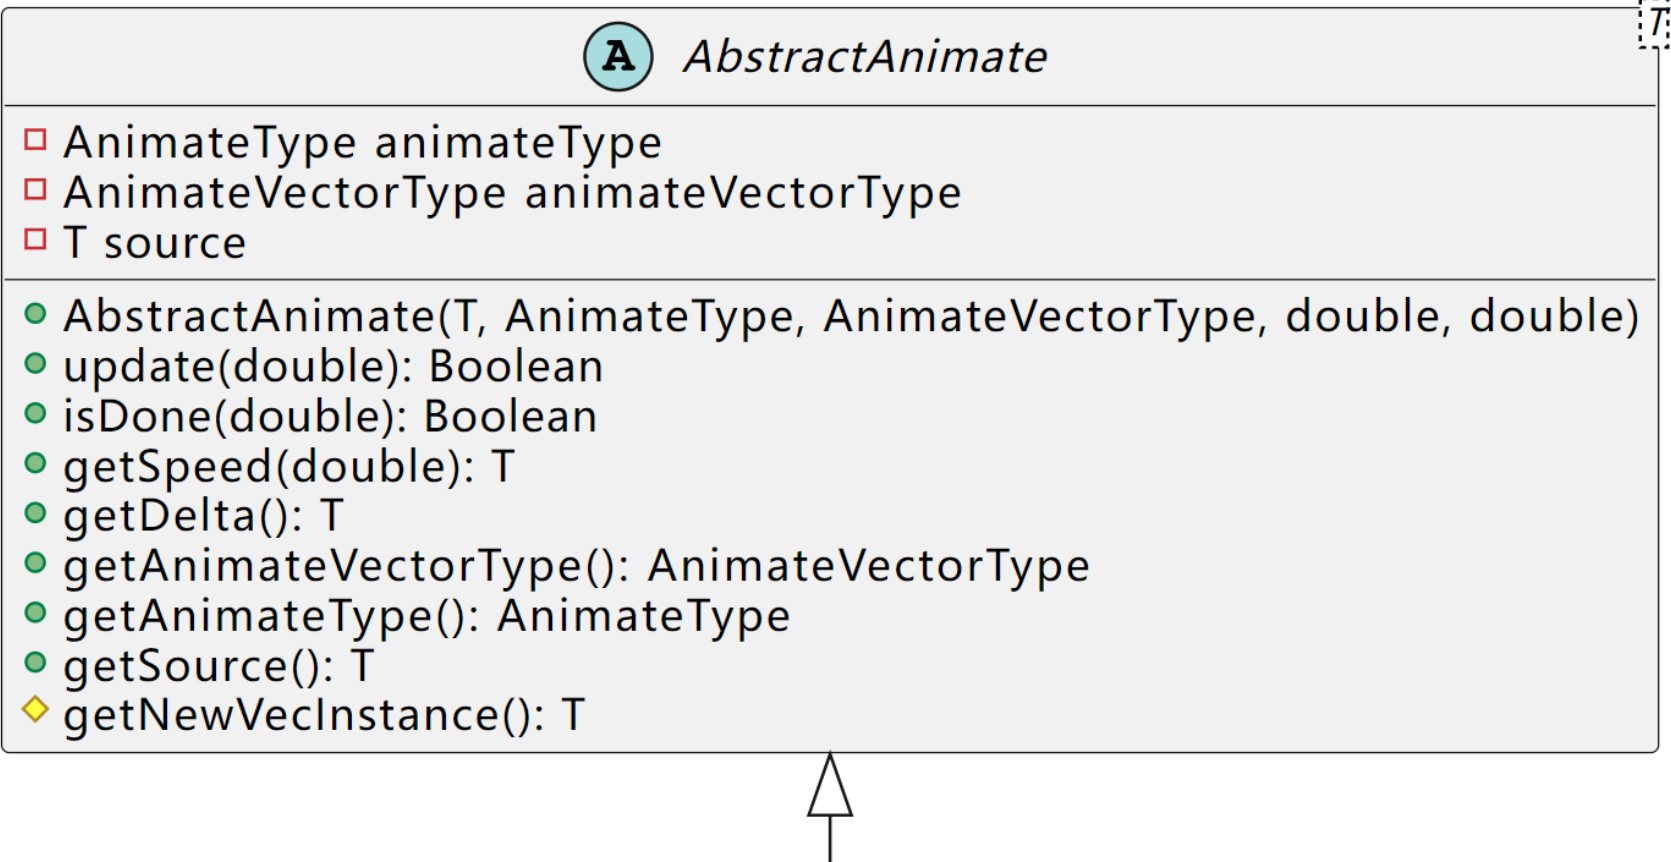 T
A AbstractAnimate
AnimateType animateType
AnimateVectorType animateVectorType
T source
AbstractAnimate(T, AnimateType, AnimateVectorType, double, double)
update(double): Boolean
isDone(double): Boolean
getSpeed(double): T
getDelta(): T
getAnimateVectorType(): AnimateVectorType
getAnimateType(): AnimateType
getSource(): T
getNewVecInstance(): T